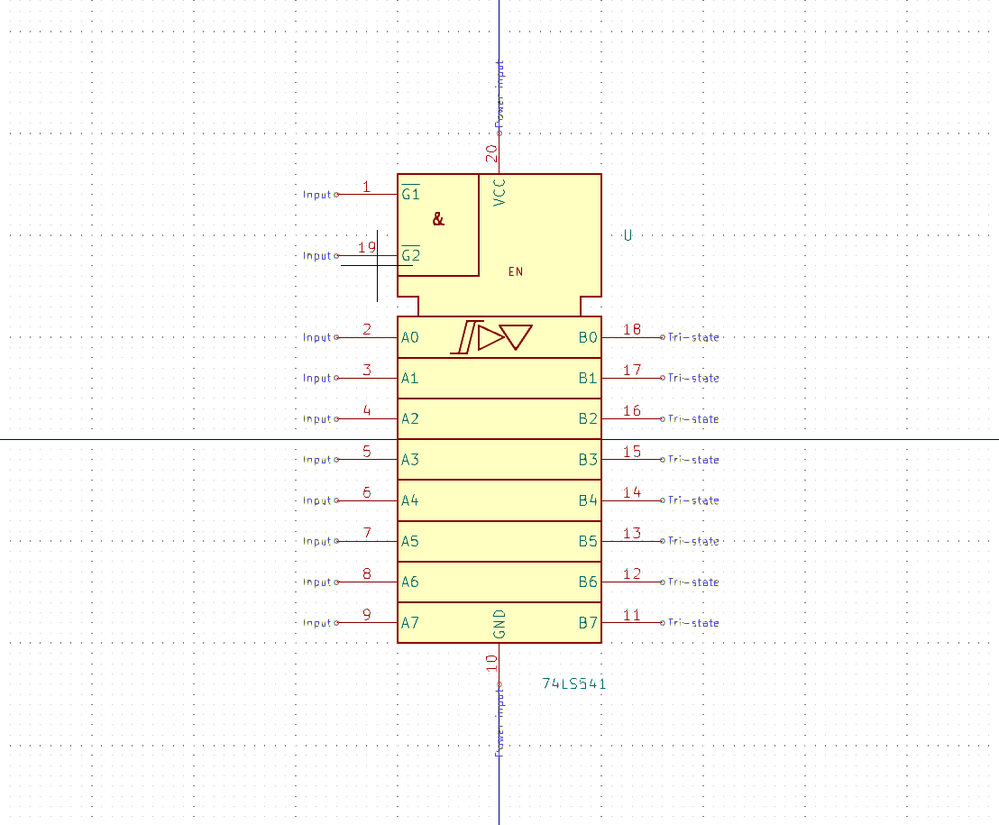 Power input
20
VCC
Input 1 G1
&
U
Input 19 G2
EN
Input 2 A0 B0 18 Tri-state
Input 3 A1 B1 17 Tri-state
Input 4 A2 B2 16 Tri-state
Input 5 A3 B3 15 Tri-state
Input 6 A4 B4 14 Tri-state
Input 7 A5 B5 13 Tri-state
Input 8 A6 B6 12 Tri-state
Input 9 A7 B7 11 Tri-state
GND
10
74LS541
Power input